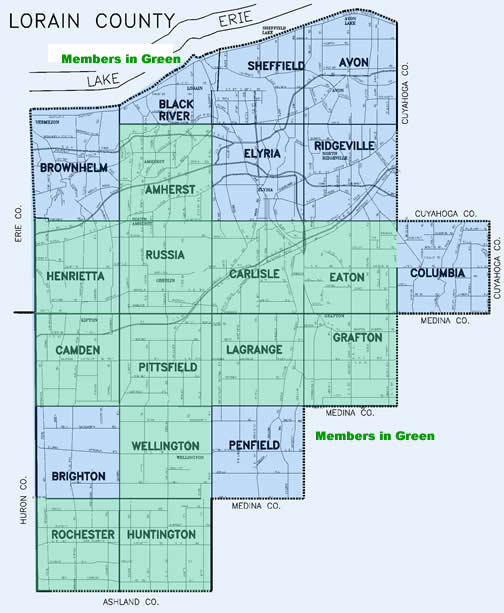 LORAIN COUNTY
ERIE
LAKE
Members in Green
SHEFFIELD
LAKE
AVON
LAKE
SHEFFIELD
AVON
CUYAHOGA CO.
LORAIN
AVON
BLACK
RIVER
VERMILION
BROWNHELM
AMHERST
AMHERST
ELYRIA
ELYRIA
RIDGEVILLE
NORTH
RIDGEVILLE
ERIE CO.
SOUTH
AMHERST
CUYAHOGA CO.
HENRIETTA
RUSSIA
OBERLIN
CARLISLE
EATON
COLUMBIA
CUYAHOGA CO.
KIPTON
GRAFTON
MEDINA CO.
CAMDEN
PITTSFIELD
LAGRANGE
GRAFTON
MEDINA CO.
Members in Green
WELLINGTON
WELLINGTON
PENFIELD
BRIGHTON
HURON CO.
MEDINA CO.
ROCHESTER
HUNTINGTON
ASHLAND CO.